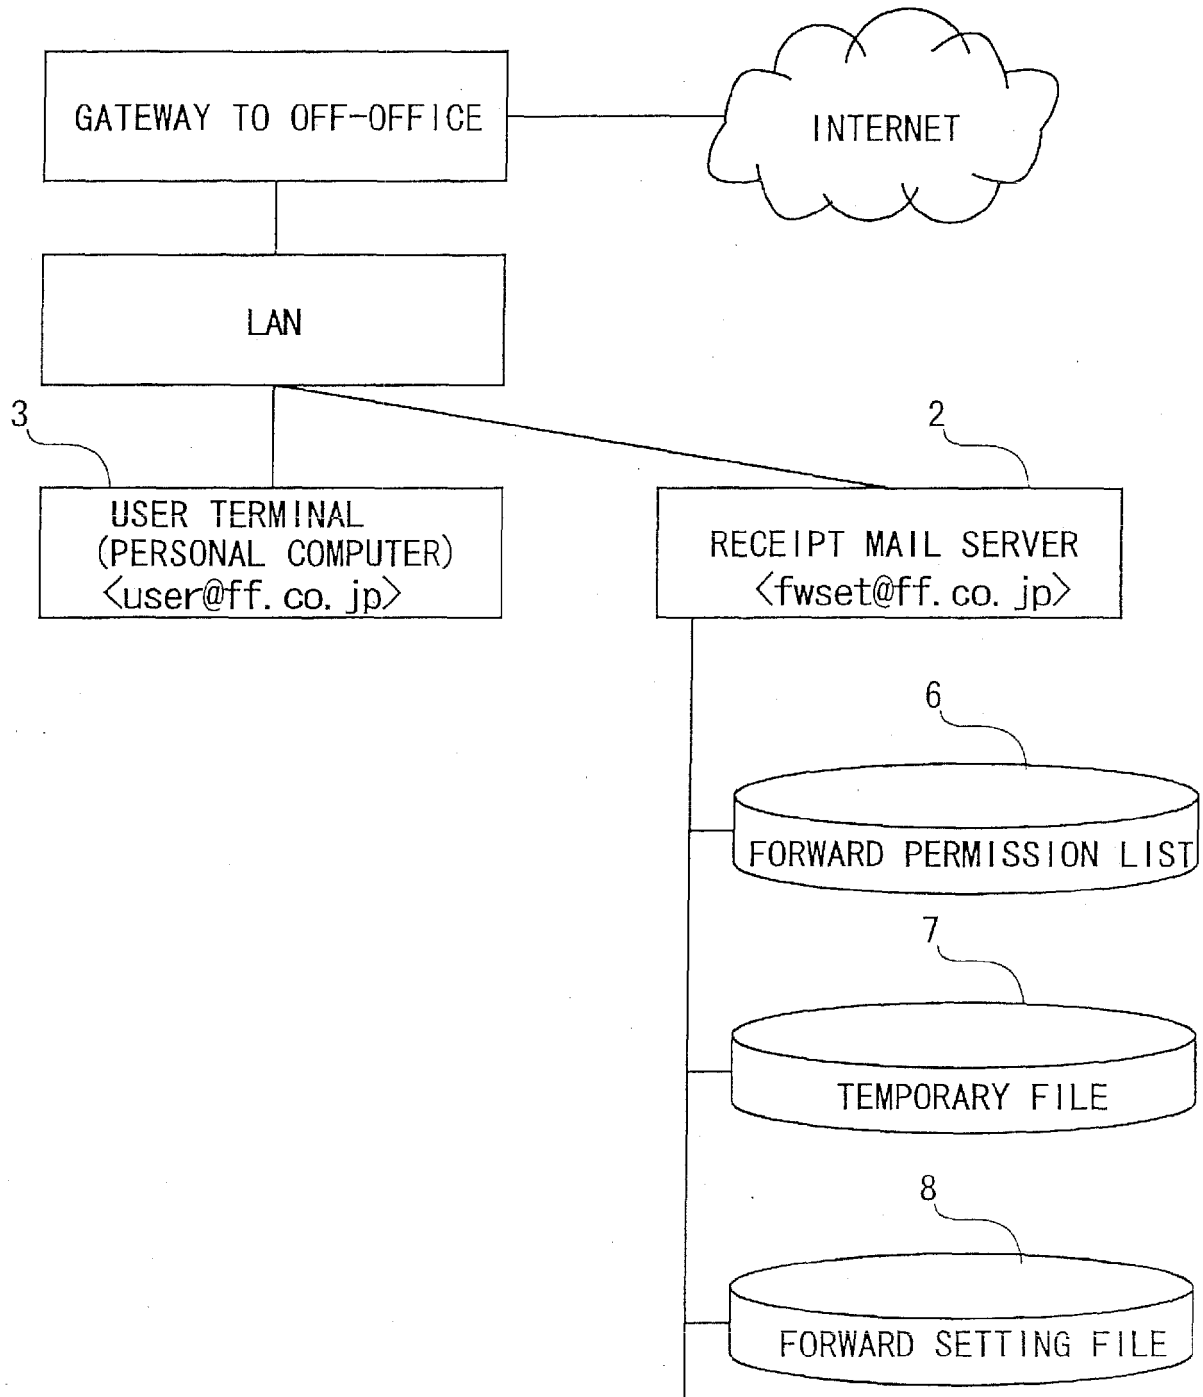 GATEWAY TO OFF-OFFICE
INTERNET
LAN
3
2
USER TERMINAL
(PERSONAL COMPUTER)
<user@ff.co.jp>
RECEIPT MAIL SERVER
<fwset@ff.co.jp>
6
FORWARD PERMISSION LIST
7
TEMPORARY FILE
8
FORWARD SETTING FILE